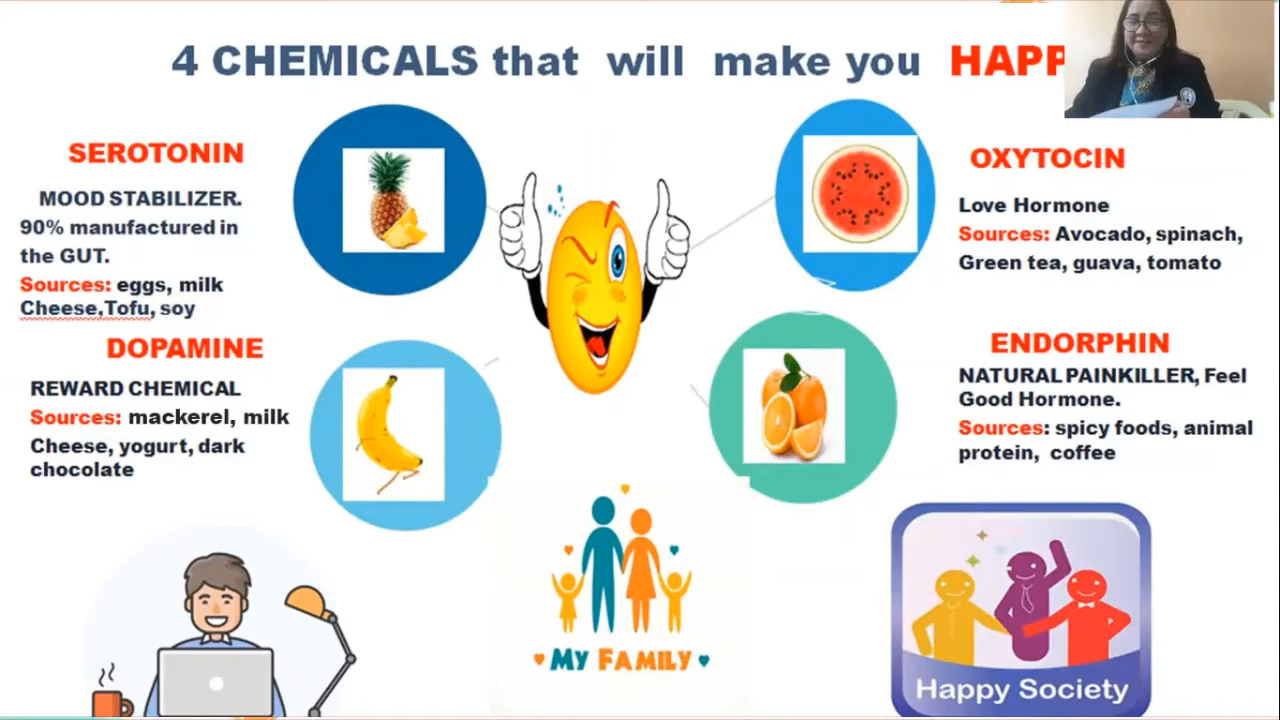 4 CHEMICALS that will make you HAPP
SEROTONIN
MOOD STABILIZER.
90% manufactured in
the GUT.
Sources: eggs, milk
Cheese,Tofu, soy
DOPAMINE
REWARD CHEMICAL
Sources: mackerel, milk
Cheese, yogurt, dark
chocolate
OXYTOCIN
Love Hormone
Sources: Avocado, spinach,
Green tea, guava, tomato
ENDORPHIN
NATURAL PAINKILLER, Feel
Good Hormone.
Sources: spicy foods, animal
protein, coffee
My FAMILY
Happy Society